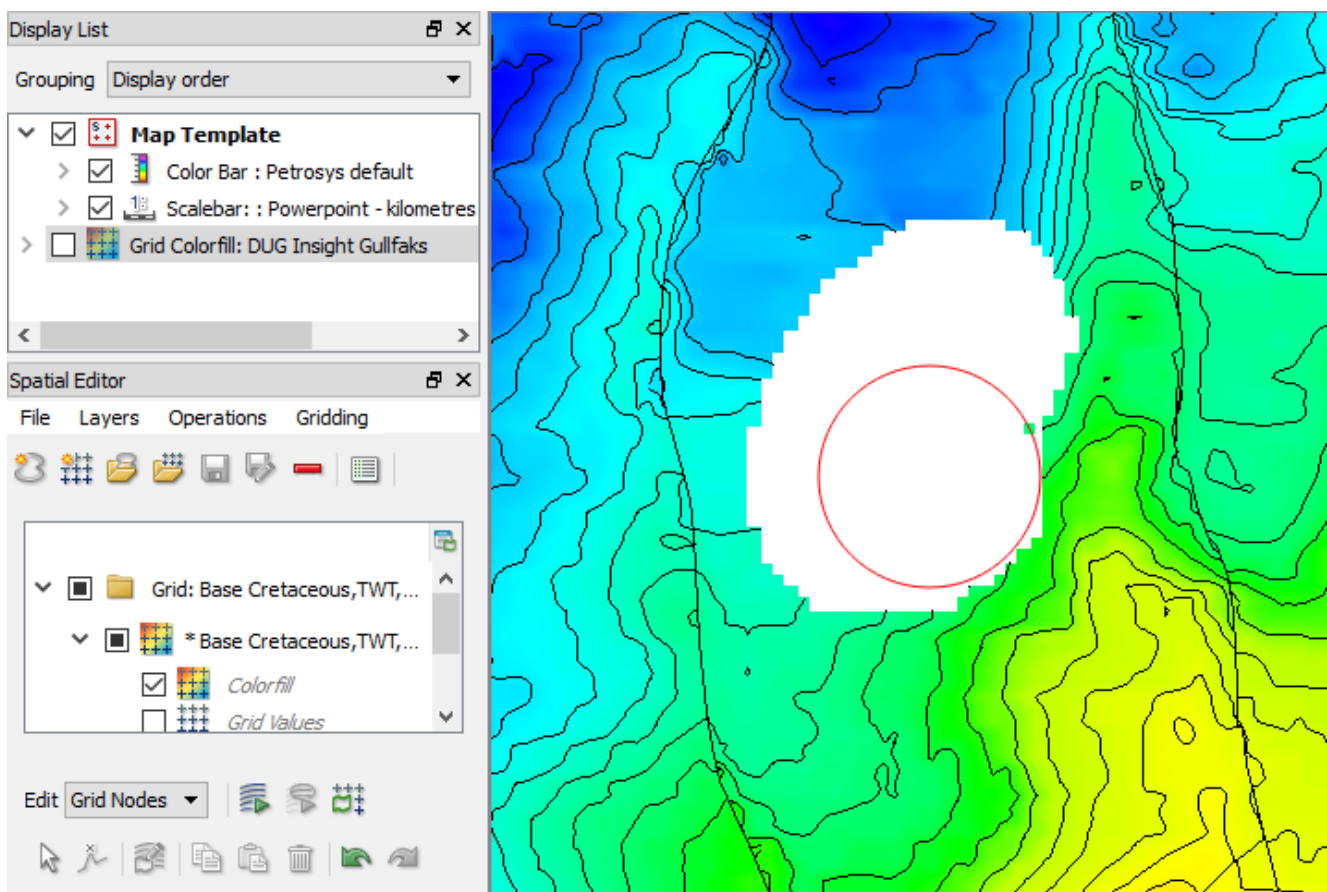 Display List
Grouping Display order
Map Template
Color Bar : Petrosys default
Scalebar: : Powerpoint - kilometres
Grid Colorfill: DUG Insight Gullfaks
Spatial Editor
File Layers Operations Gridding
Grid: Base Cretaceous,TWT,...
* Base Cretaceous,TWT,...
Colorfill
Grid Values
Edit Grid Nodes